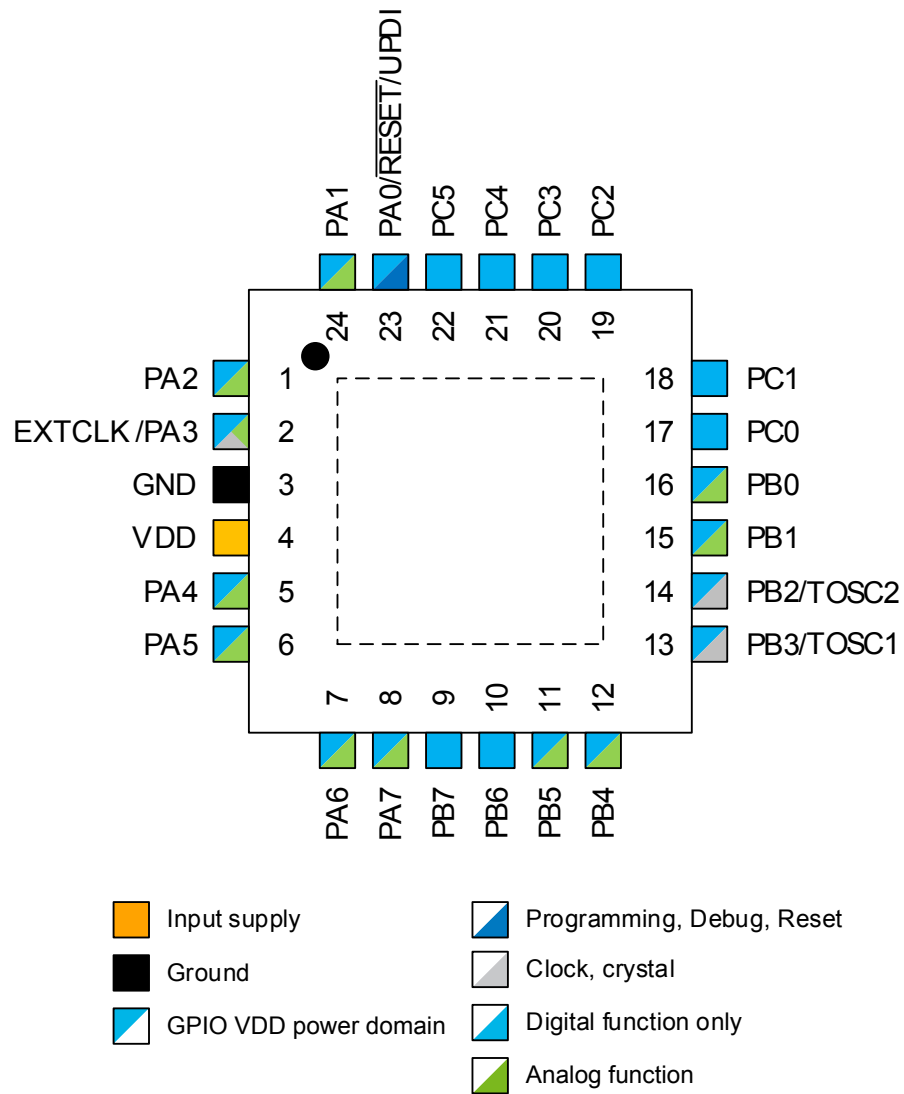 PA1
PA0/RESET/UPDI
PC5
PC4
PC3
PC2
24
23
22
21
20
19
PA2 1
EXTCLK/PA3 2
GND 3
VDD 4
PA4 5
PA5 6
18 PC1
17 PC0
16 PB0
15 PB1
14 PB2/TOSC2
13 PB3/TOSC1
7
8
9
10
11
12
PA6
PA7
PB7
PB6
PB5
PB4
Input supply
Ground
GPIO VDD power domain
Programming, Debug, Reset
Clock, crystal
Digital function only
Analog function